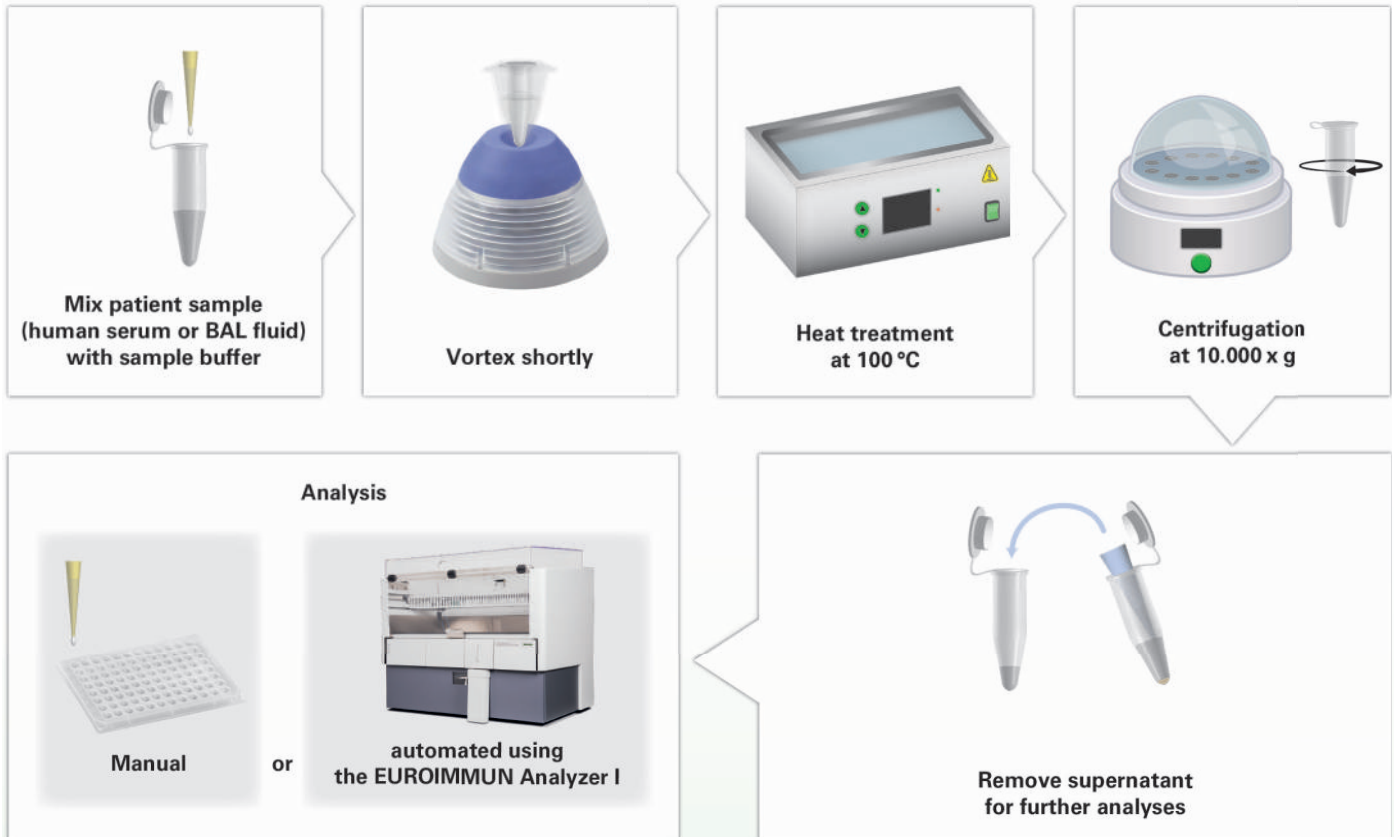 Mix patient sample
(human serum or BAL fluid)
with sample buffer
Vortex shortly
Heat treatment
at 100 °C
Centrifugation
at 10.000 x g
Remove supernatant
for further analyses
Analysis
Manual
or
automated using
the EUROIMMUN Analyzer I